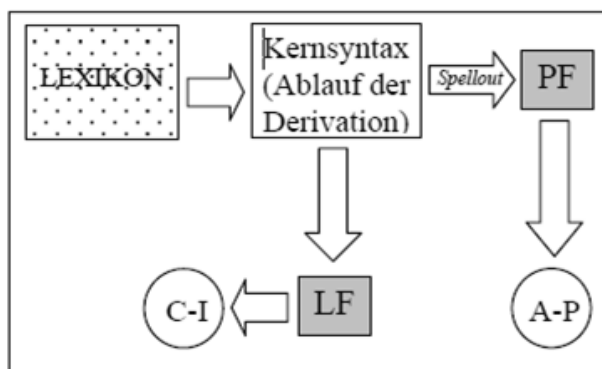 LEXIKON
Kernsyntax
(Ablauf der
Derivation)
Spellout
PF
C-I
LF
A-P